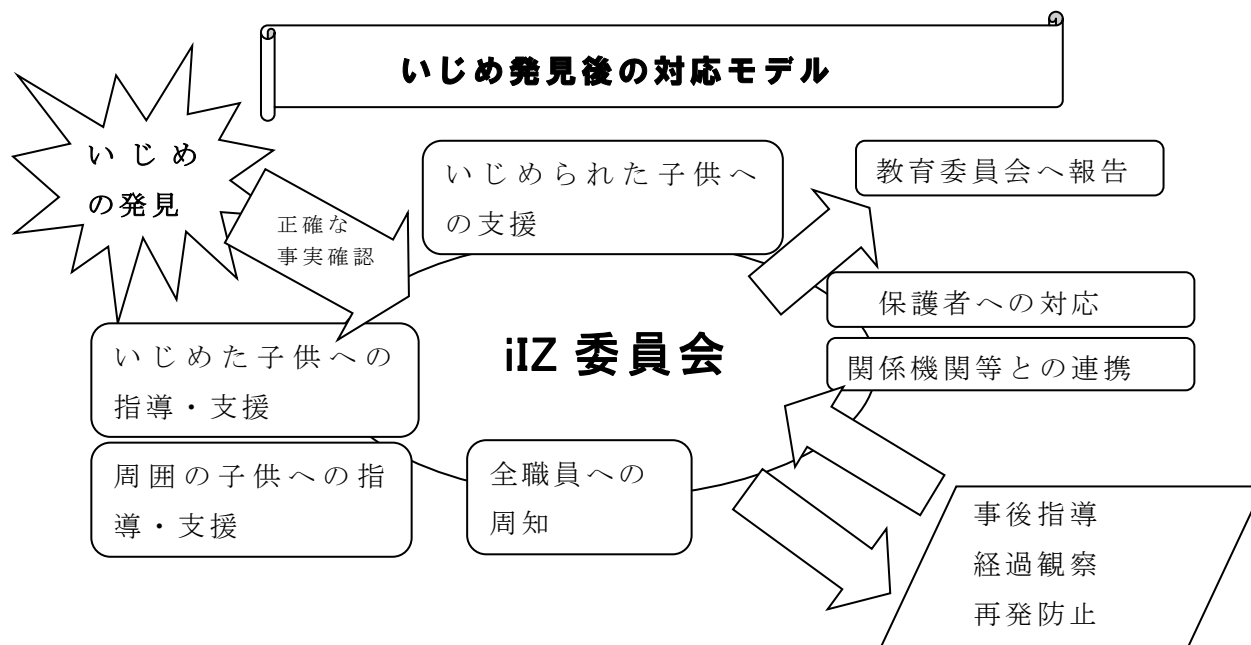 いじめ発見後の対応モデル
いじめ
の発見
正確な
事実確認
いじめられた子供へ
の支援
教育委員会へ報告
保護者への対応
関係機関等との連携
iIZ 委員会
いじめた子供への
指導・支援
周囲の子供への指
導・支援
全職員への
周知
事後指導
経過観察
再発防止